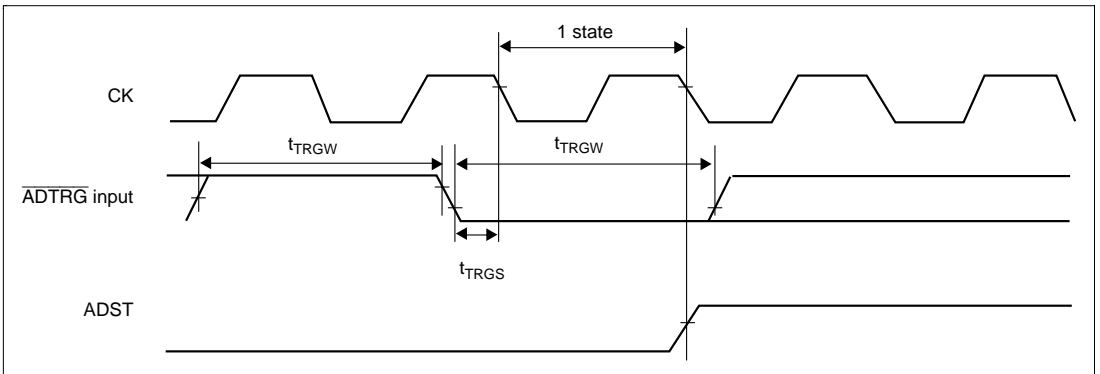 1 state
CK
tTRGW
tTRGW
ADTRG input
tTRGS
ADST